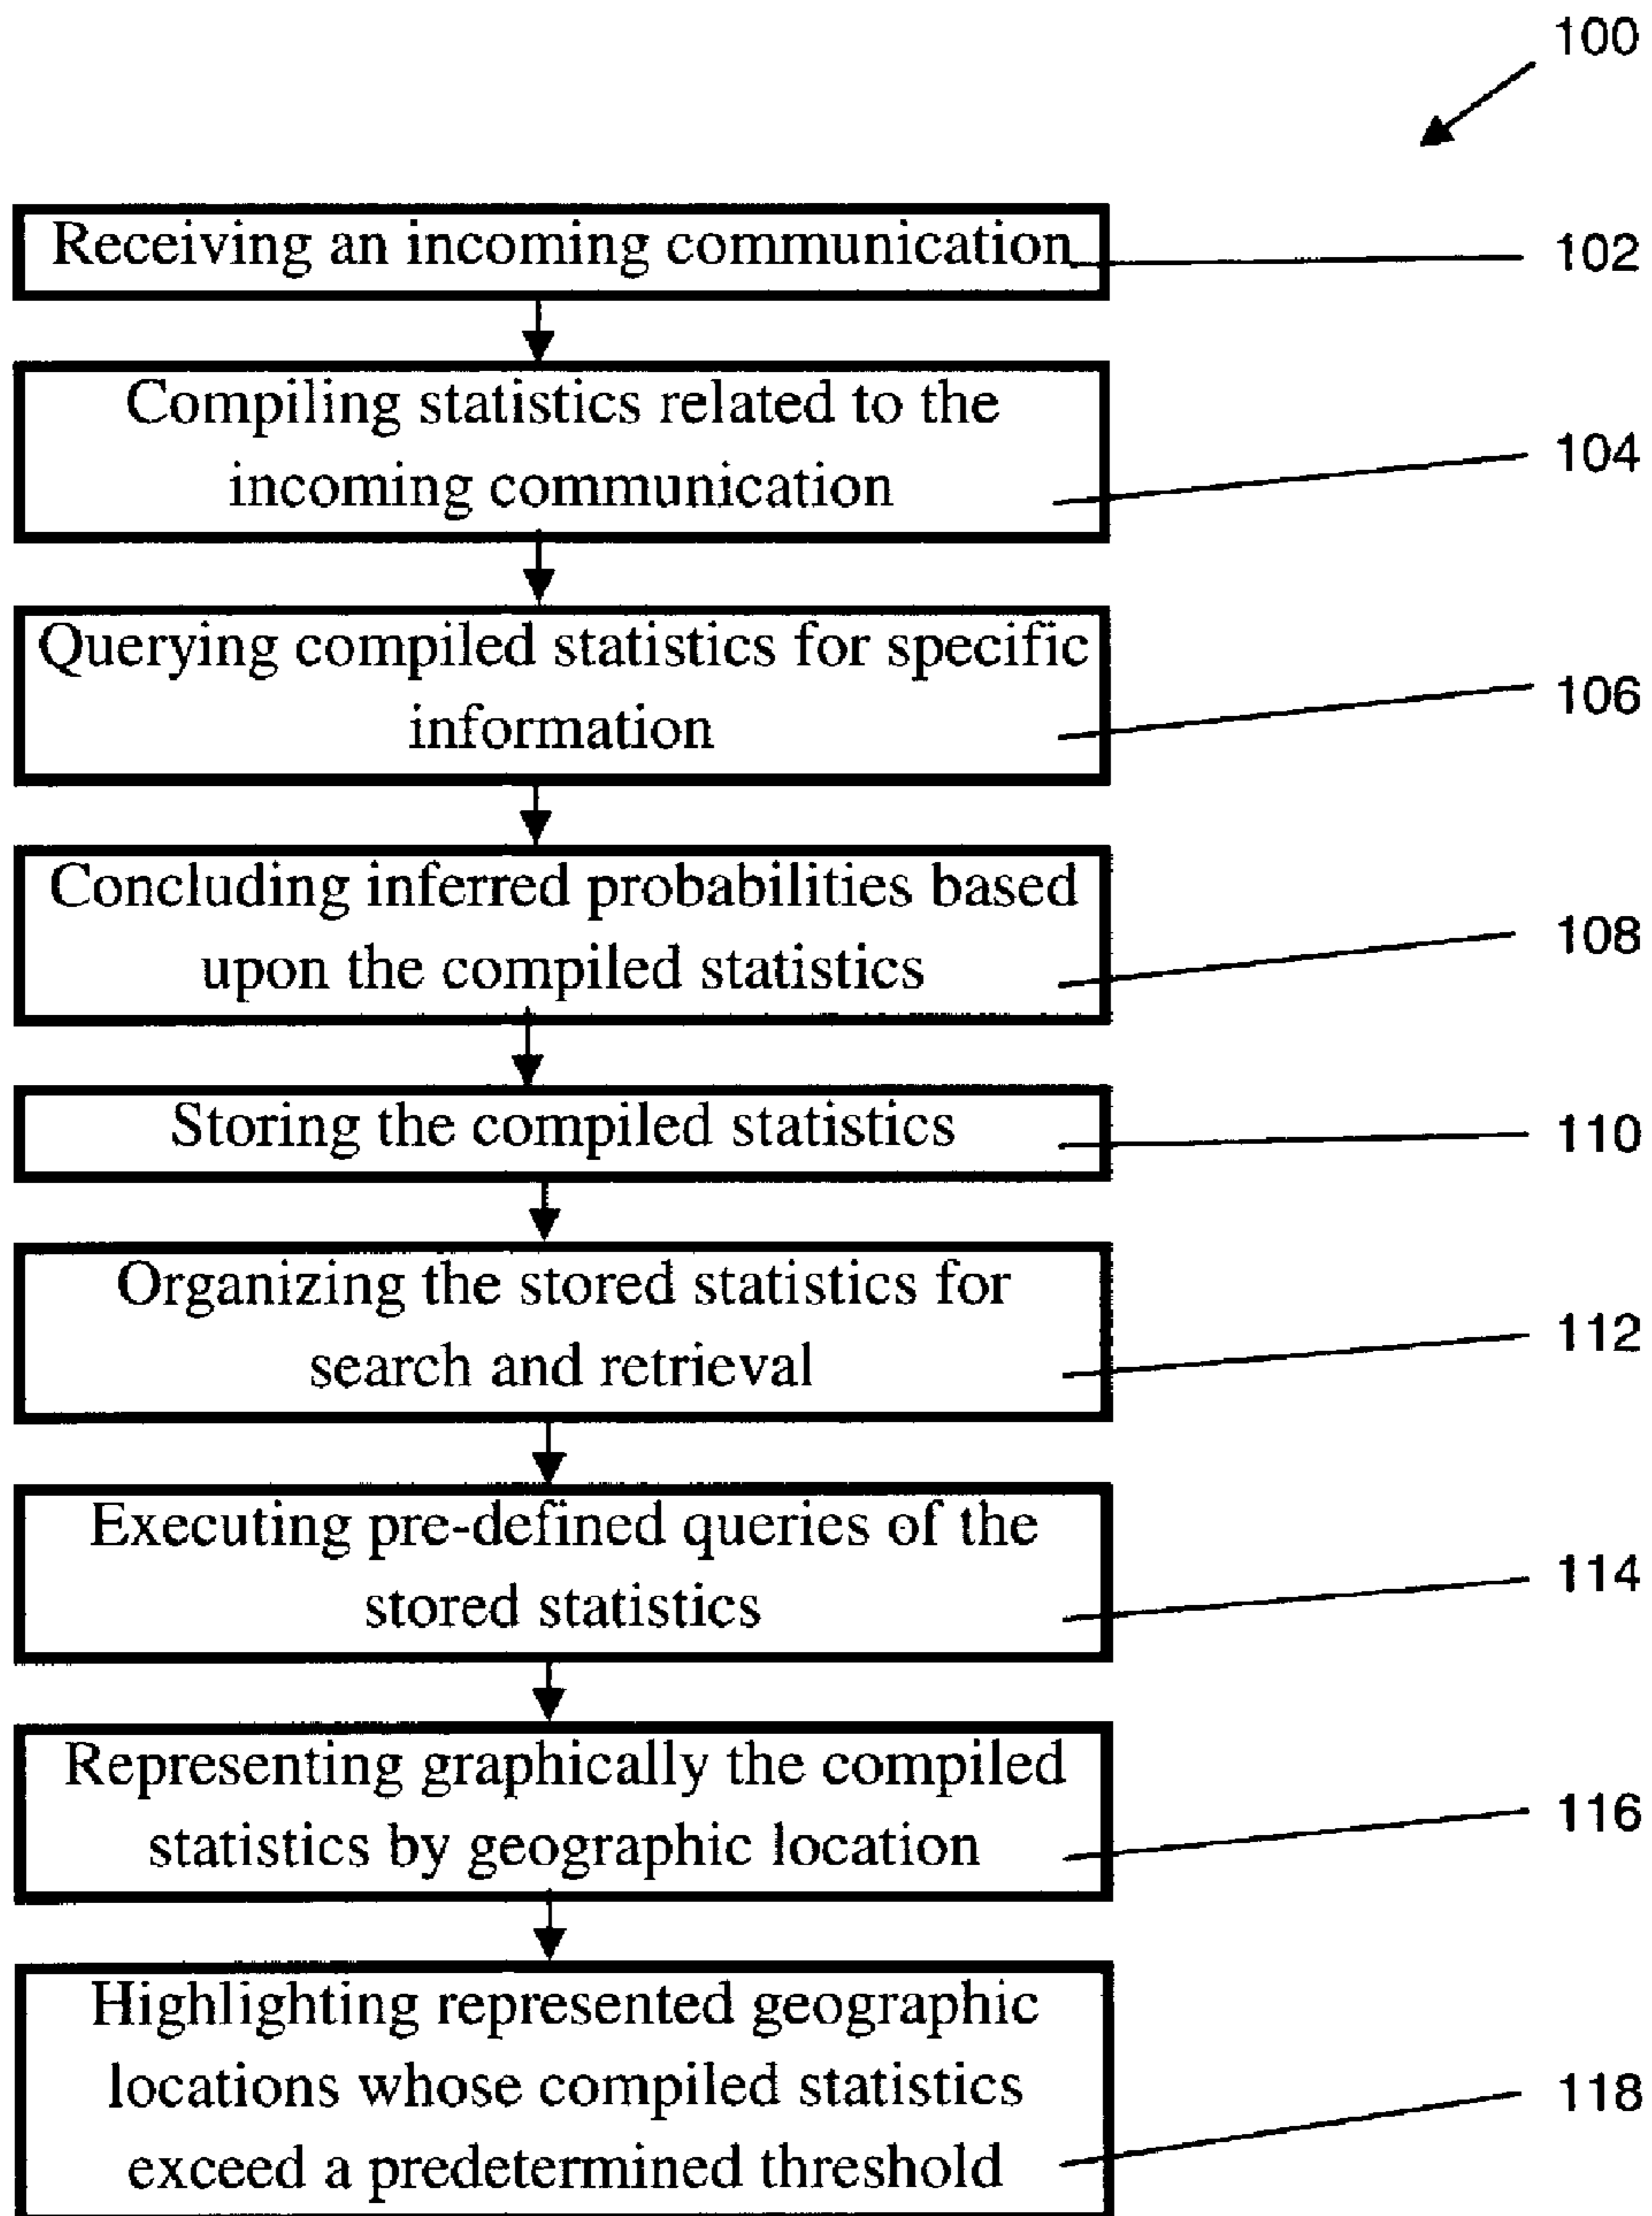 100
Receiving an incoming communication
102
Compiling statistics related to the
incoming communication
104
Querying compiled statistics for specific
information
106
Concluding inferred probabilities based
upon the compiled statistics
108
Storing the compiled statistics
110
Organizing the stored statistics for
search and retrieval
112
Executing pre-defined queries of the
stored statistics
114
Representing graphically the compiled
statistics by geographic location
116
Highlighting represented geographic
locations whose compiled statistics
exceed a predetermined threshold
118